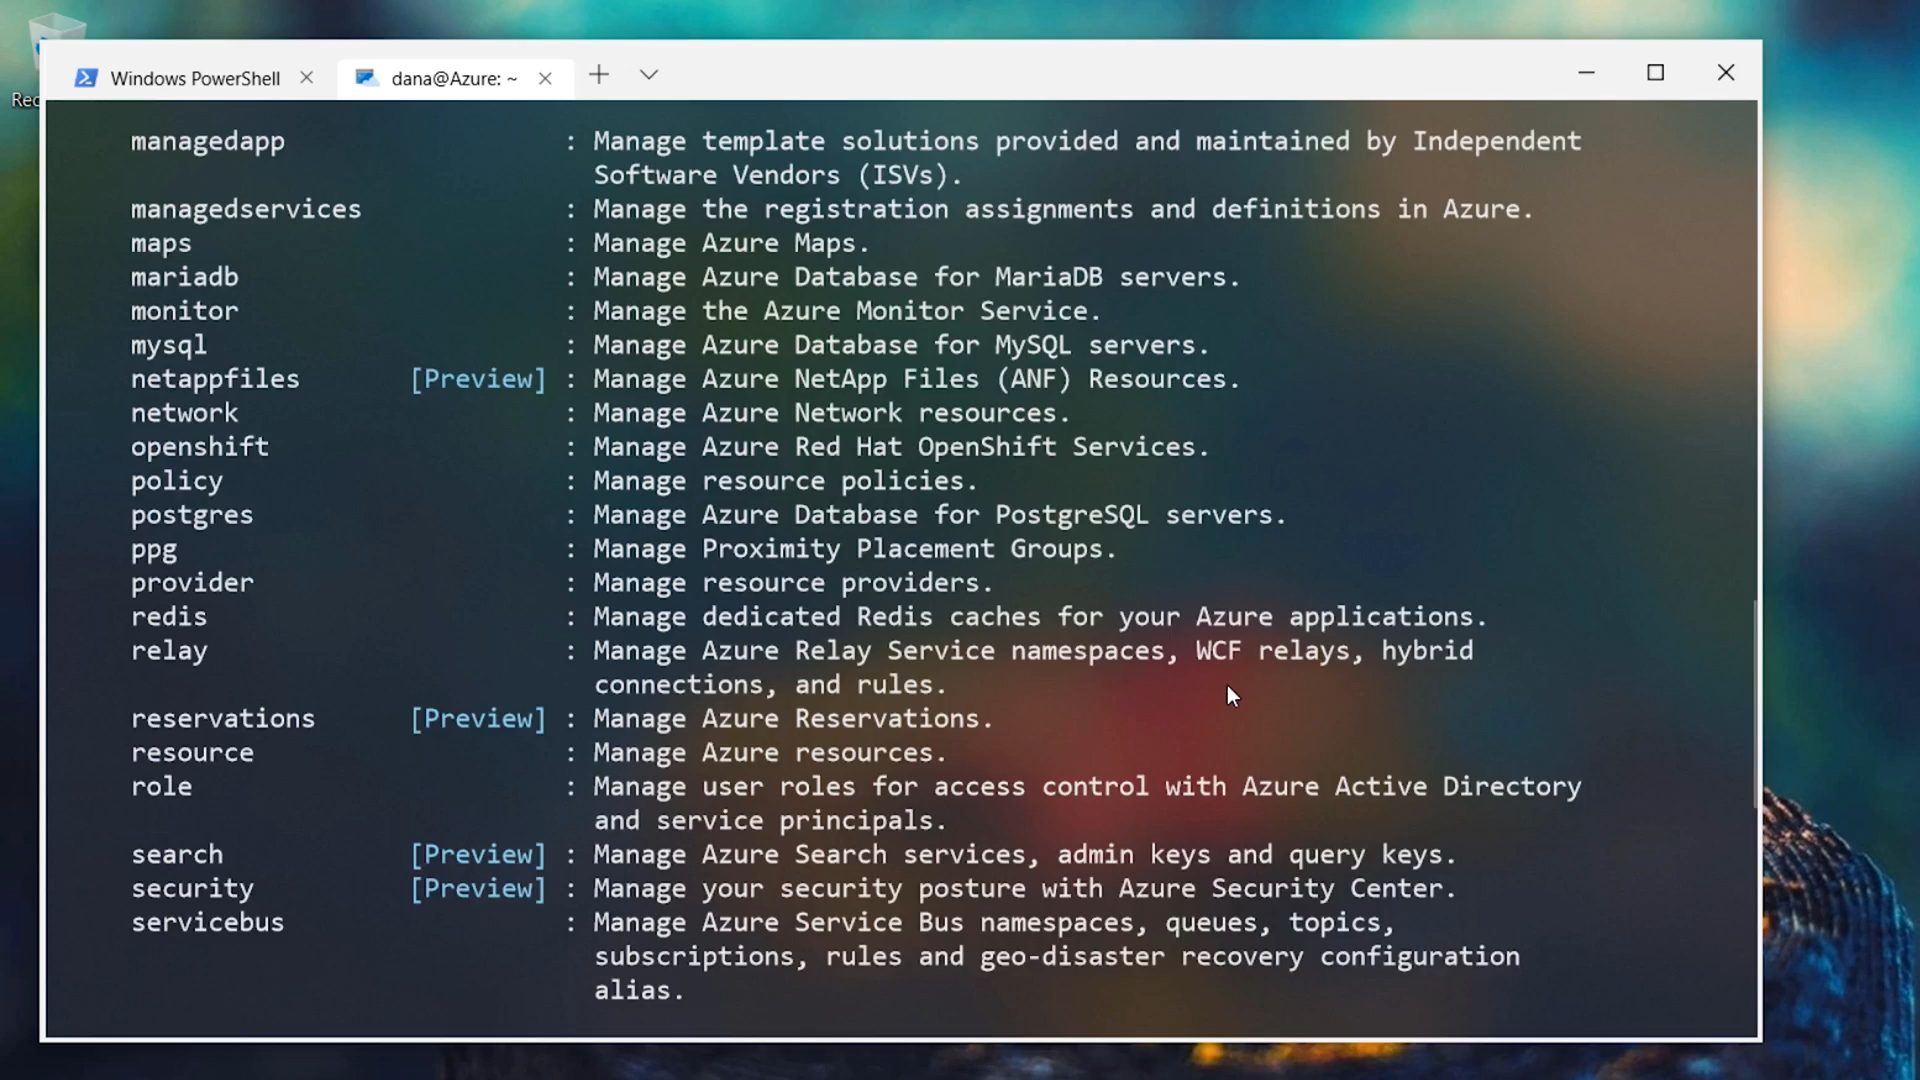 Rec
Windows PowerShell
dana@Azure: ~
managedapp : Manage template solutions provided and maintained by Independent
Software Vendors (ISVs).
managedservices : Manage the registration assignments and definitions in Azure.
maps : Manage Azure Maps.
mariadb : Manage Azure Database for MariaDB servers.
monitor : Manage the Azure Monitor Service.
mysql : Manage Azure Database for MySQL servers.
netappfiles [Preview] : Manage Azure NetApp Files (ANF) Resources.
network : Manage Azure Network resources.
openshift : Manage Azure Red Hat OpenShift Services.
policy : Manage resource policies.
postgres : Manage Azure Database for PostgreSQL servers.
ppg : Manage Proximity Placement Groups.
provider : Manage resource providers.
redis : Manage dedicated Redis caches for your Azure applications.
relay : Manage Azure Relay Service namespaces, WCF relays, hybrid
connections, and rules.
reservations [Preview] : Manage Azure Reservations.
resource : Manage Azure resources.
role : Manage user roles for access control with Azure Active Directory
and service principals.
search [Preview] : Manage Azure Search services, admin keys and query keys.
security [Preview] : Manage your security posture with Azure Security Center.
servicebus : Manage Azure Service Bus namespaces, queues, topics,
subscriptions, rules and geo-disaster recovery configuration
alias.